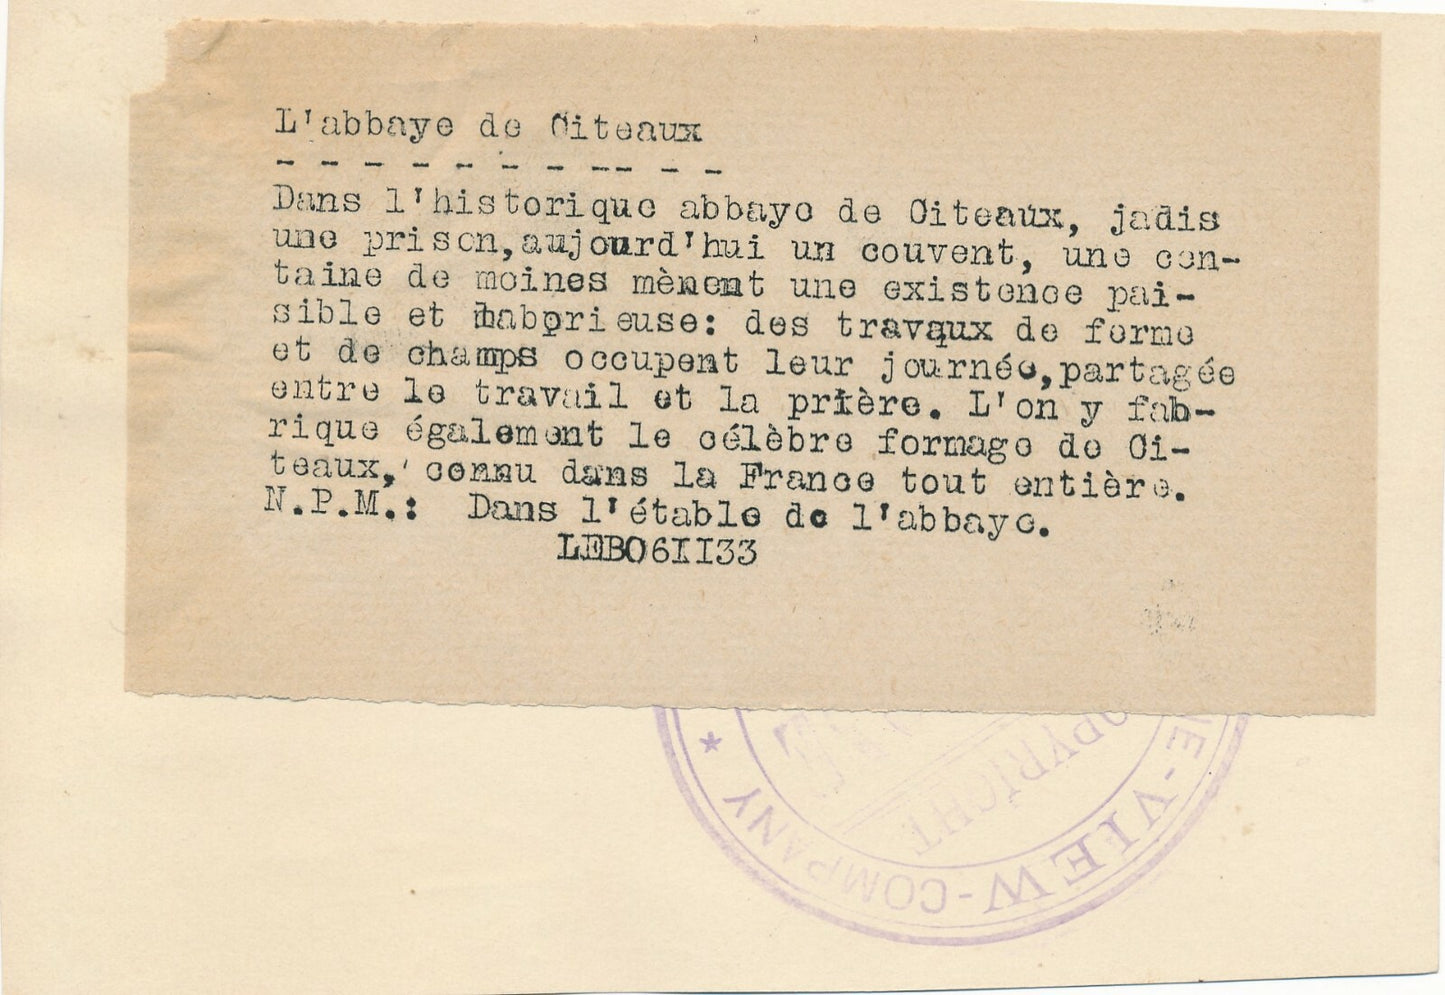 L'abbaye de Citeaux
- - - - - - - - - - -
Dans l'historique abbaye de Citeaux, jadis
une prison,aujourd'hui un couvent, une cen-
taine de moines mènent une existence pai-
sible et laborieuse: des travaux de ferme
et de champs occupent leur journée,partagée
entre le travail et la prière. L'on y fab-
rique également le célèbre formage de Ci-
teaux, connu dans la France tout entière.
N.P.M.: Dans l'étable de l'abbaye.
LEBO6II33
VIEW-COMPANY *